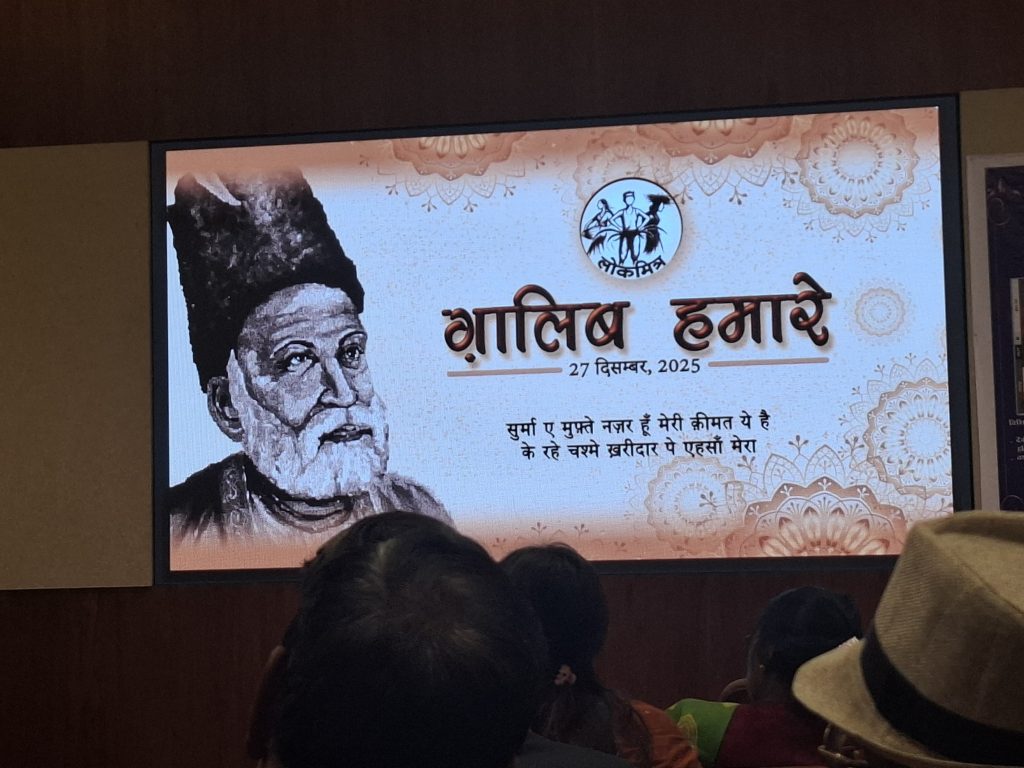 लोकमित्र
ग़ालिब हमारे
27 दिसम्बर, 2025
सुर्मा ए मुफ़्ते नज़र हूँ मेरी क़ीमत ये है
के रहे चश्मे ख़रीदार पे एहसाँ मेरा